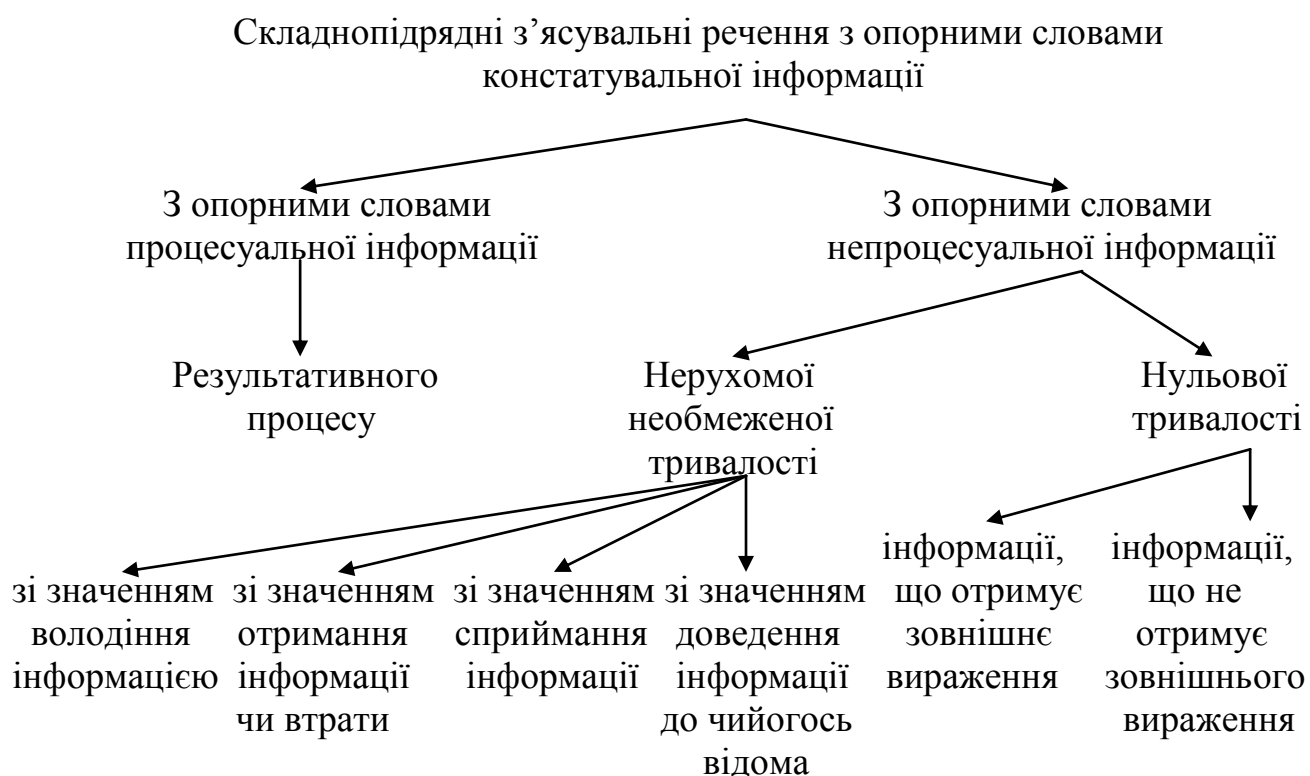 Складнопідрядні з’ясувальні речення з опорними словами
констатувальної інформації
З опорними словами
процесуальної інформації
З опорними словами
непроцесуальної інформації
Результативного
процесу
Нерухомої
необмеженої
тривалості
Нульової
тривалості
зі значенням
володіння
інформацією
зі значенням
отримання
інформації
чи втрати
зі значенням
сприймання
інформації
зі значенням
доведення
інформації
до чийогось
відома
інформації,
що отримує
зовнішнє
вираження
інформації,
що не
отримує
зовнішнього
вираження